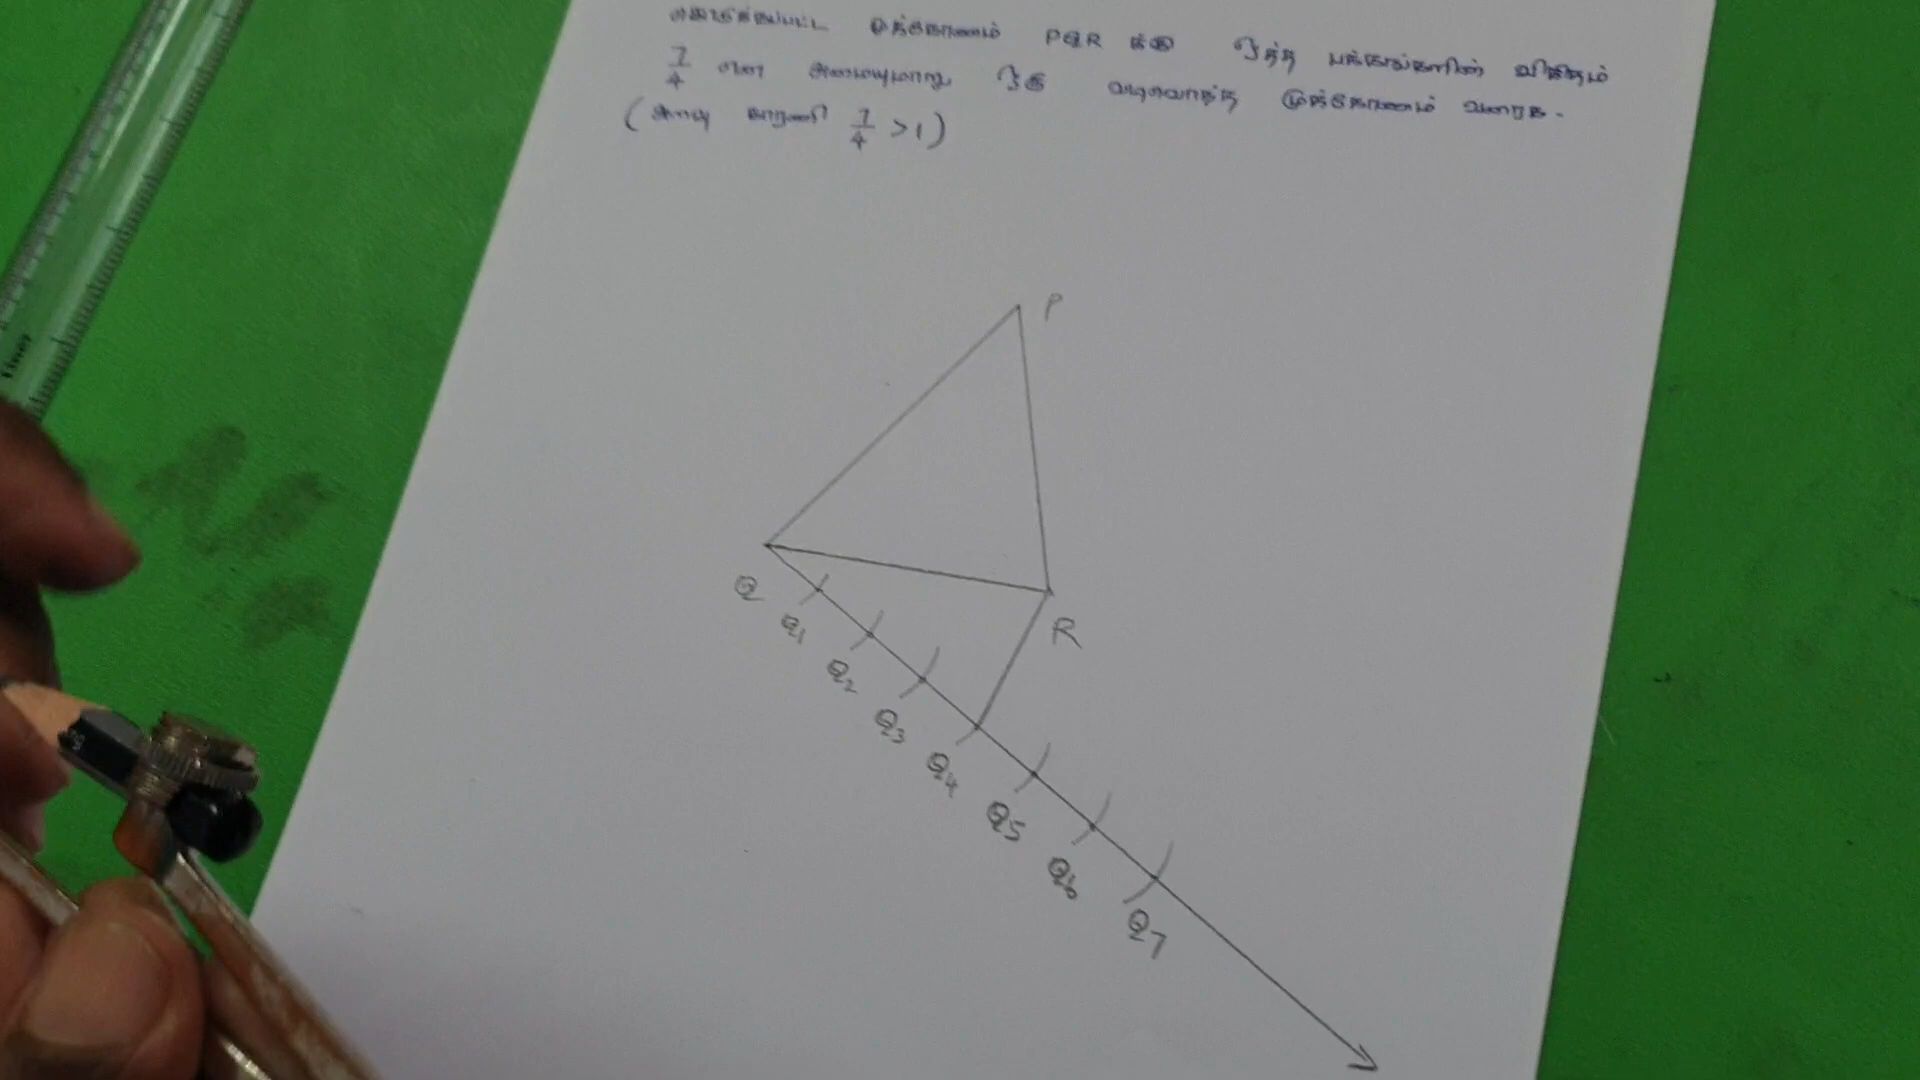 கொடுக்கப்பட்ட முக்கோணம் PQR க்கு ஒத்த பக்கங்களின் விகிதம்
7/4 என அமையுமாறு ஒரு வடிவொத்த முக்கோணம் வரைக.
(அளவு காரணி 7/4 >1)
P
Q
R
Q1
Q2
Q3
Q4
Q5
Q6
Q7